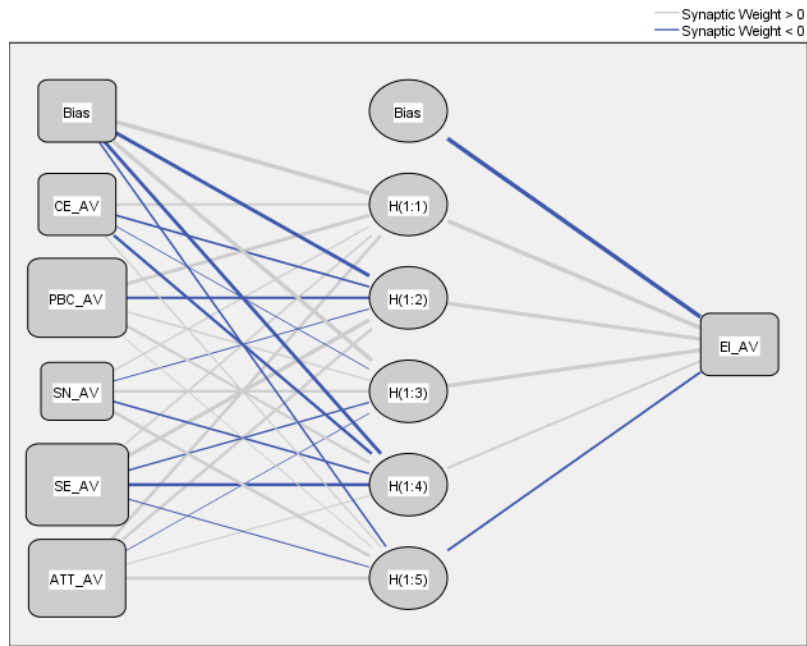 Synaptic Weight > 0
Synaptic Weight < 0
Bias
Bias
CE_AV
H(1:1)
PBC_AV
H(1:2)
EI_AV
SN_AV
H(1:3)
SE_AV
H(1:4)
ATT_AV
H(1:5)